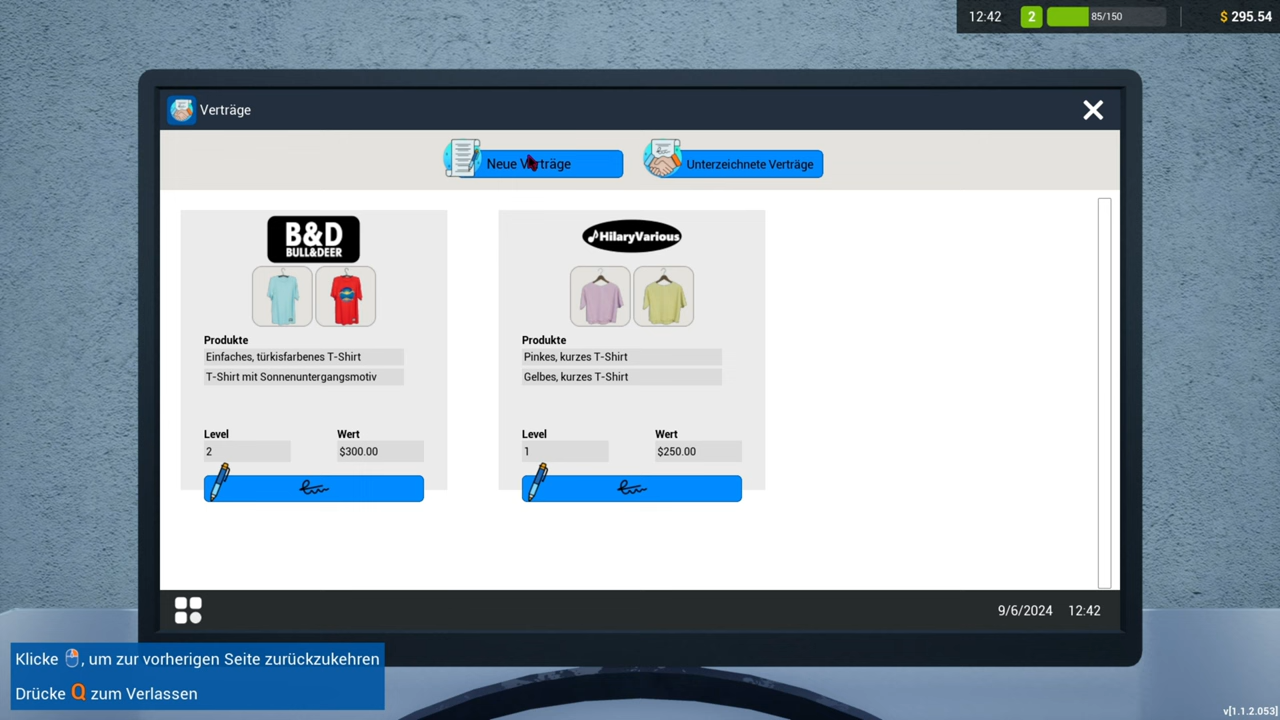 12:42 2 85/150 $ 295.54
Verträge
Neue Verträge Unterzeichnete Verträge
B&D
BULL&DEER
Produkte
Einfaches, türkisfarbenes T-Shirt
T-Shirt mit Sonnenuntergangsmotiv
Level Wert
2 $300.00
HilaryVarious
Produkte
Pinkes, kurzes T-Shirt
Gelbes, kurzes T-Shirt
Level Wert
1 $250.00
9/6/2024 12:42
Klicke , um zur vorherigen Seite zurückzukehren
Drücke Q zum Verlassen
v[1.1.2.053]